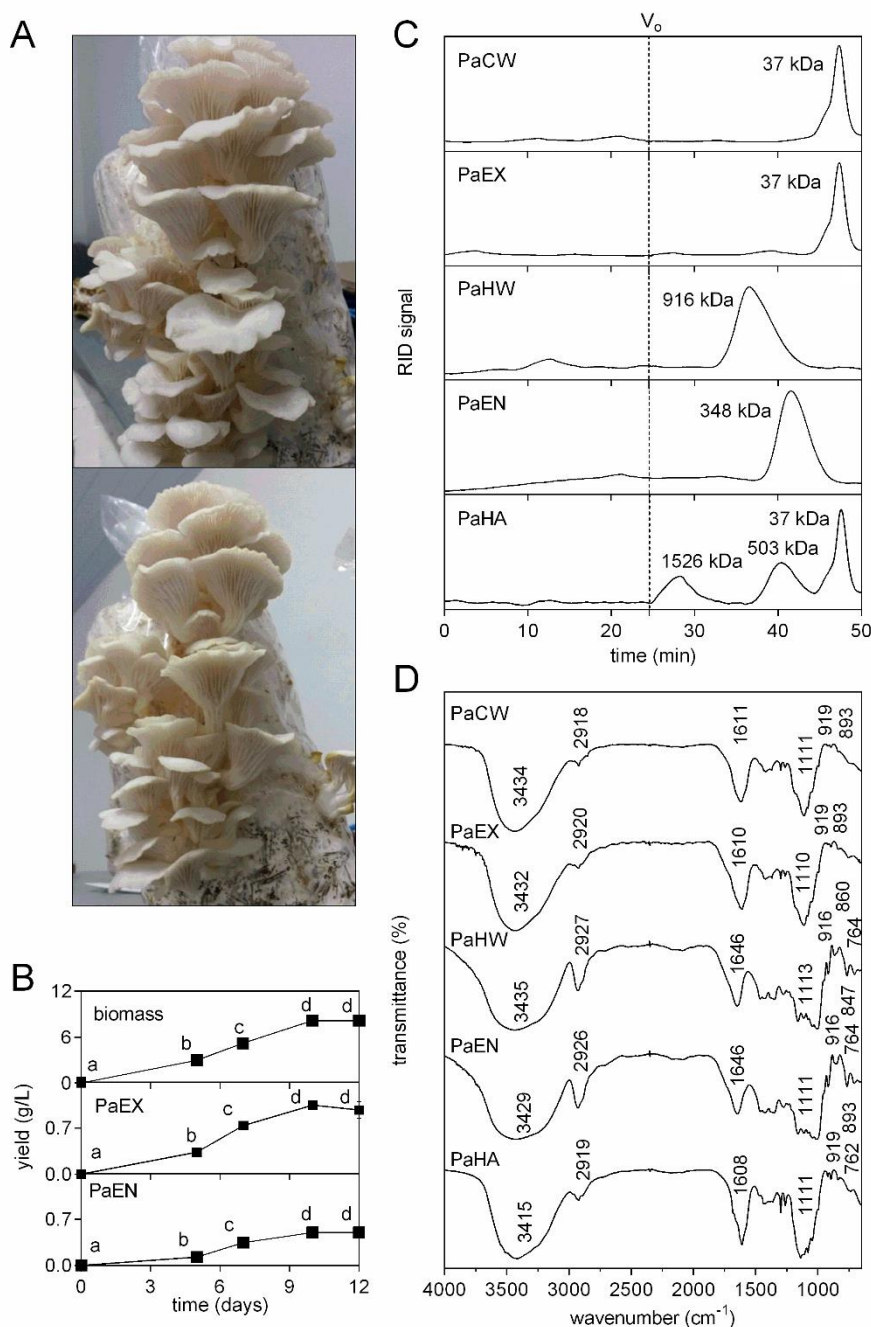 A
B
biomass
12
6
0
a
b
c
d
d
PaEX
0.7
0.0
a
b
c
d
d
PaEN
0.7
0.0
a
b
c
d
d
yield (g/L)
0 3 6 9 12
time (days)
C
Vo
PaCW
37 kDa
PaEX
37 kDa
PaHW
916 kDa
PaEN
348 kDa
PaHA
1526 kDa
503 kDa
37 kDa
RID signal
0 10 20 30 40 50
time (min)
D
PaCW
3434
2918
1611
1111
919
893
PaEX
3432
2920
1610
1110
919
893
PaHW
3435
2927
1646
1113
916
860
764
PaEN
3429
2926
1646
1111
916
847
764
PaHA
3415
2919
1608
1111
919
893
762
transmittance (%)
4000 3500 3000 2500 2000 1500 1000
wavenumber (cm-1)